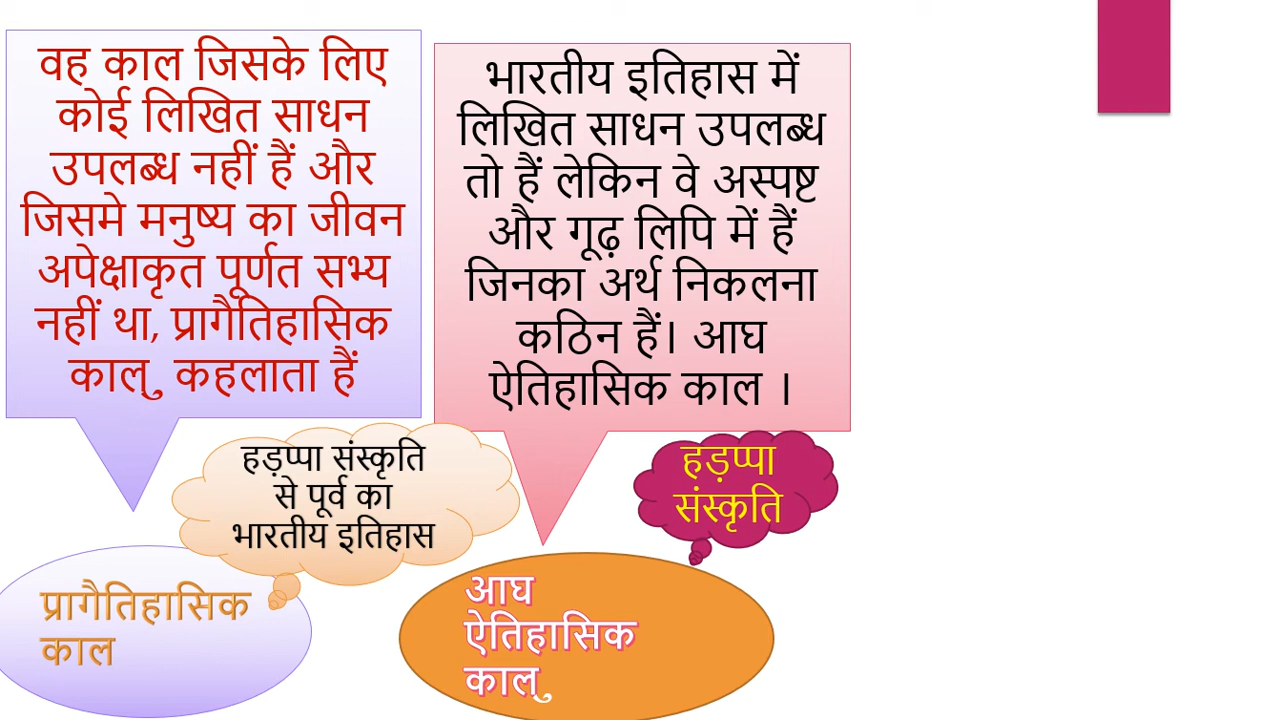 वह काल जिसके लिए
कोई लिखित साधन
उपलब्ध नहीं हैं और
जिसमे मनुष्य का जीवन
अपेक्षाकृत पूर्णत सभ्य
नहीं था, प्रागैतिहासिक
काल् कहलाता हैं
भारतीय इतिहास में
लिखित साधन उपलब्ध
तो हैं लेकिन वे अस्पष्ट
और गूढ़ लिपि में हैं
जिनका अर्थ निकलना
कठिन हैं। आघ
ऐतिहासिक काल ।
हड़प्पा संस्कृति
से पूर्व का
भारतीय इतिहास
हड़प्पा
संस्कृति
प्रागैतिहासिक
काल
आघ
ऐतिहासिक
काल्